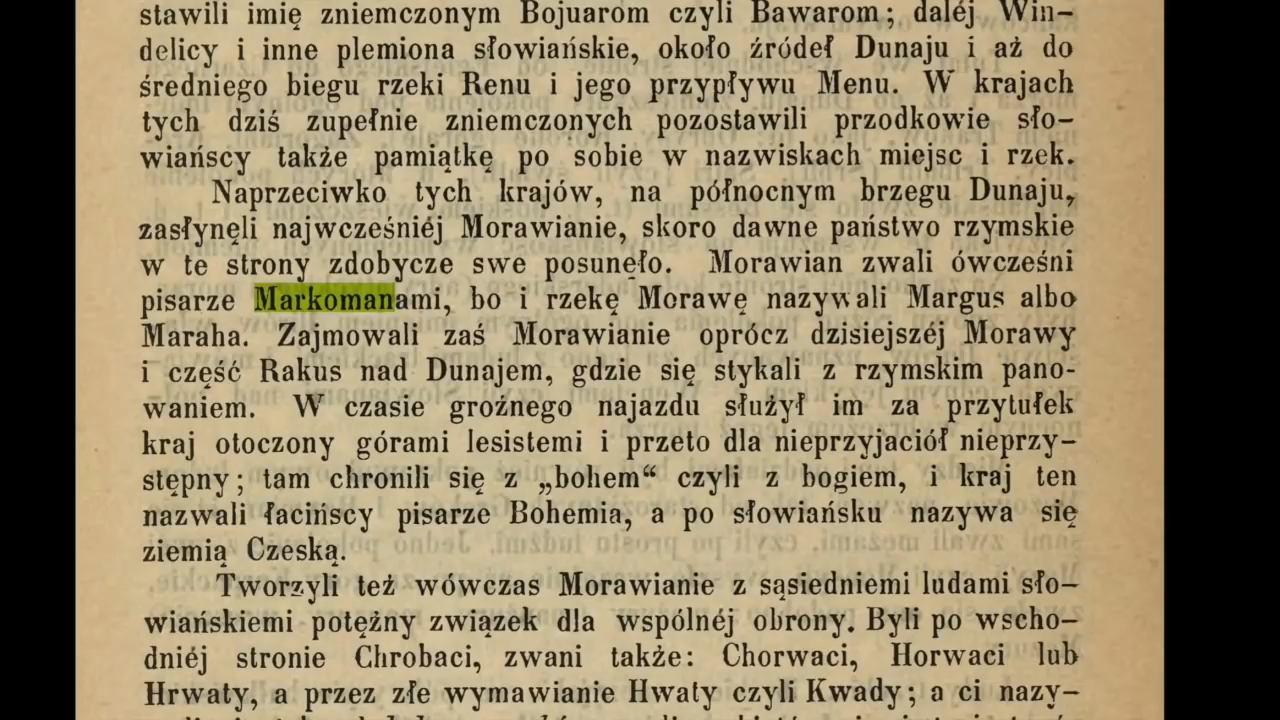 stawili imię zniemczonym Bojuarom czyli Bawarom; daléj Win-
delicy i inne plemiona słowiańskie, około źródeł Dunaju i aż do
średniego biegu rzeki Renu i jego przypływu Menu. W krajach
tych dziś zupełnie zniemczonych pozostawili przodkowie sło-
wiańscy także pamiątkę po sobie w nazwiskach miejsc i rzek.
Naprzeciwko tych krajów, na północnym brzegu Dunaju,
zasłynęli najwcześniéj Morawianie, skoro dawne państwo rzymskie
w te strony zdobycze swe posunęło. Morawian zwali ówcześni
pisarze Markomanami, bo i rzekę Morawę nazywali Margus albo
Maraha. Zajmowali zaś Morawianie oprócz dzisiejszéj Morawy
i część Rakus nad Dunajem, gdzie się stykali z rzymskim pano-
waniem. W czasie groźnego najazdu służył im za przytułek
kraj otoczony górami lesistemi i przeto dla nieprzyjaciół nieprzy-
stępny; tam chronili się z „bohem“ czyli z bogiem, i kraj ten
nazwali łacińscy pisarze Bohemia, a po słowiańsku nazywa się
ziemią Czeską.
Tworzyli też wówczas Morawianie z sąsiedniemi ludami sło-
wiańskiemi potężny związek dla wspólnéj obrony. Byli po wscho-
dniéj stronie Chrobaci, zwani także: Chorwaci, Horwaci lub
Hrwaty, a przez złe wymawianie Hwaty czyli Kwady; a ci nazy-